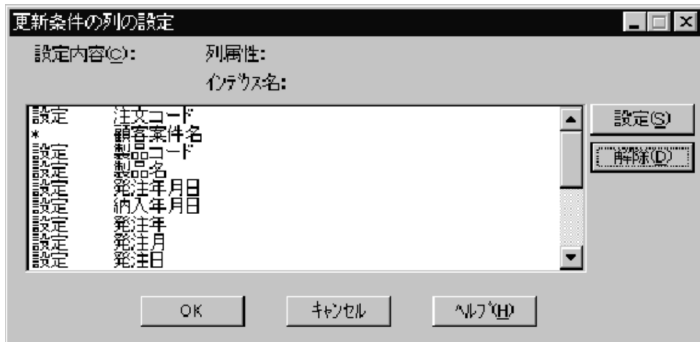 更新条件の列の設定
設定内容(C): 列属性:
インデクス名:
設定 注文コード
* 顧客案件名
設定 製品コード
設定 製品名
設定 発注年月日
設定 納入年月日
設定 発注年
設定 発注月
設定 発注日
設定(S)
解除(D)
OK キャンセル ヘルプ(H)